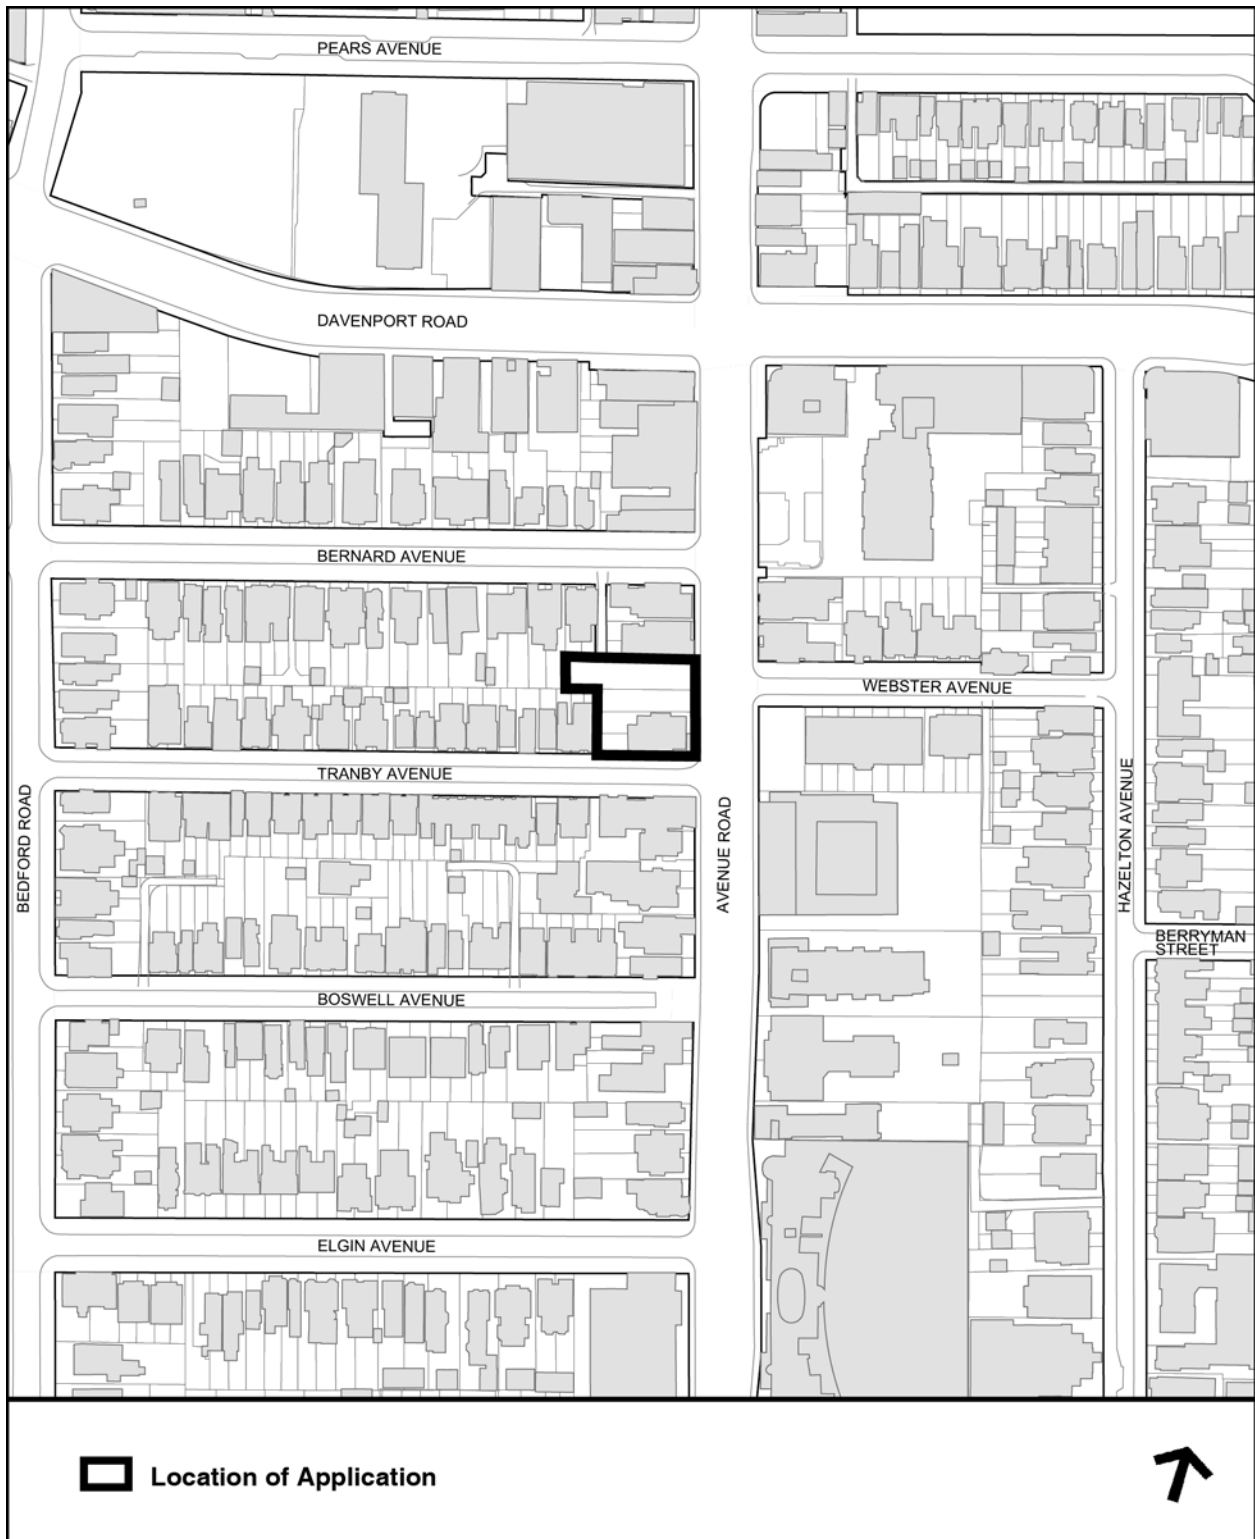 PEARS AVENUE
DAVENPORT ROAD
BERNARD AVENUE
WEBSTER AVENUE
TRANBY AVENUE
BEDFORD ROAD
AVENUE ROAD
HAZELTON AVENUE
BERRYMAN
STREET
BOSWELL AVENUE
ELGIN AVENUE
Location of Application